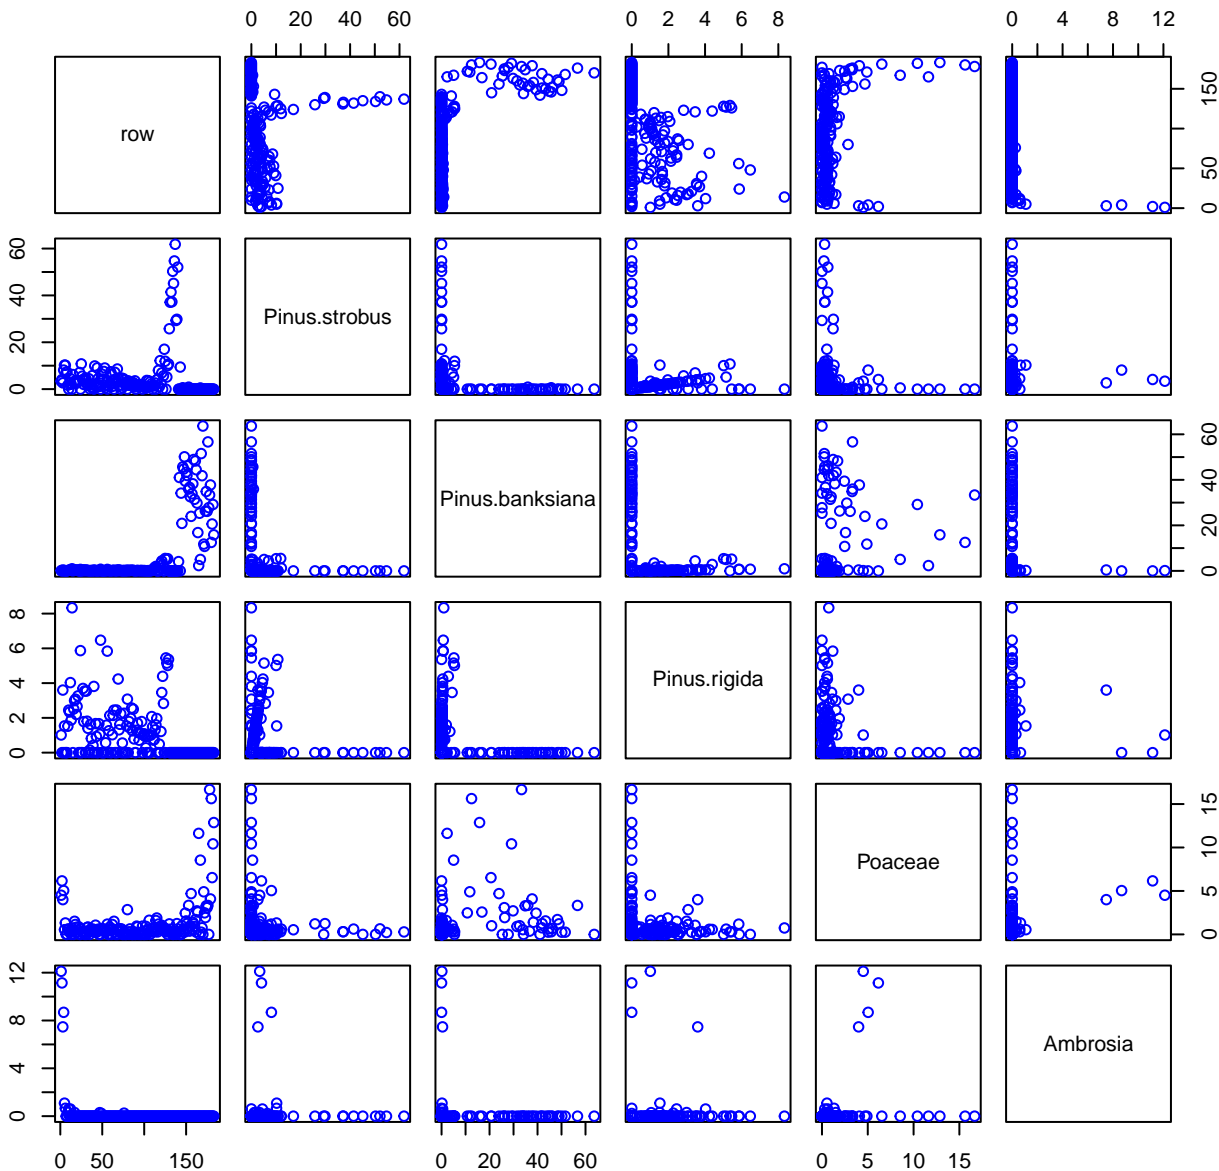 0 20 40 60 0 2 4 6 8 0 4 8 12
row 0 50 150
0 20 40 60 Pinus.strobus
Pinus.banksiana 0 20 40 60
0 2 4 6 8 Pinus.rigida
Poaceae 0 5 10 15
0 4 8 12 Ambrosia
0 50 150 0 20 40 60 0 5 10 15